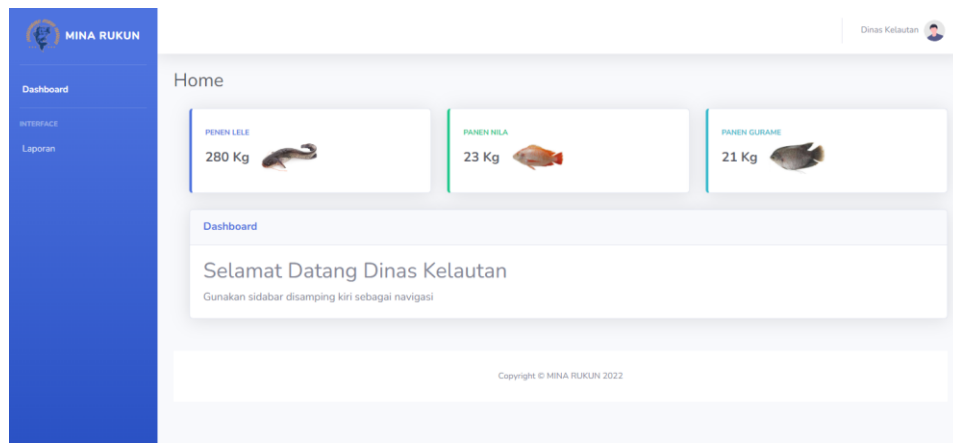 MINA RUKUN
Dinas Kelautan
Dashboard
INTERFACE
Laporan
Home
PENEN LELE
280 Kg
PANEN NILA
23 Kg
PANEN GURAME
21 Kg
Dashboard
Selamat Datang Dinas Kelautan
Gunakan sidabar disamping kiri sebagai navigasi
Copyright © MINA RUKUN 2022